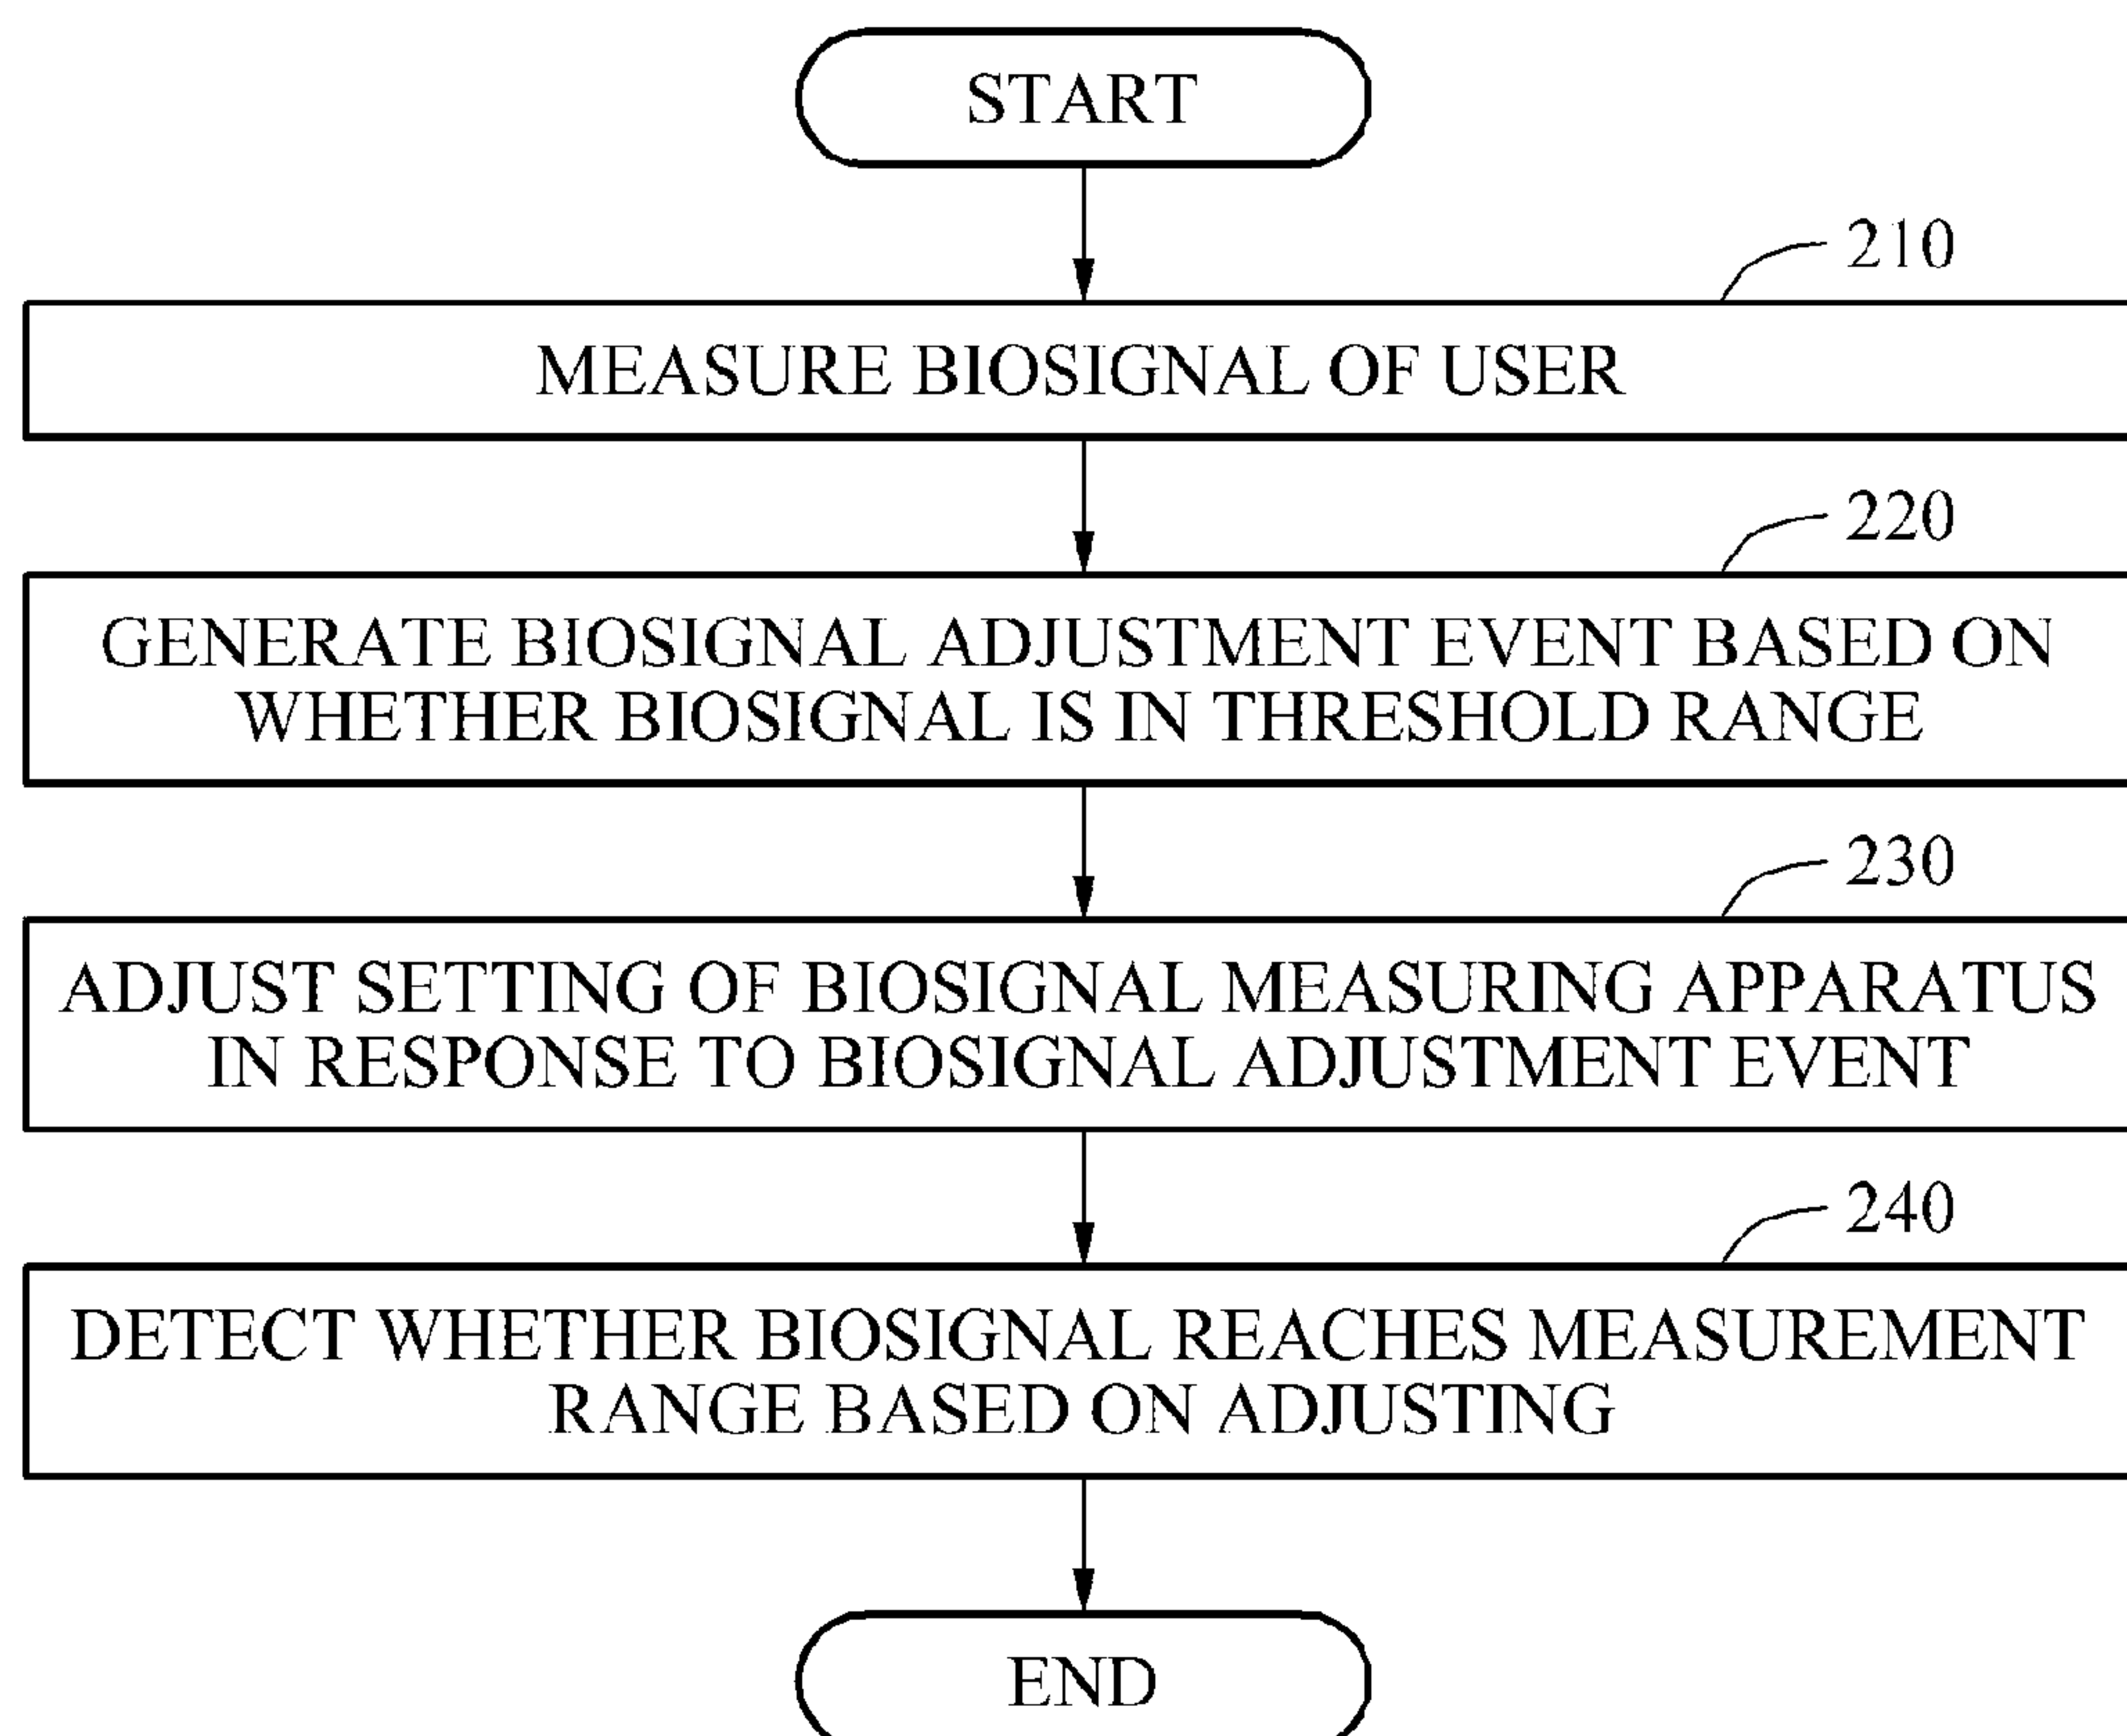 START
210
MEASURE BIOSIGNAL OF USER
220
GENERATE BIOSIGNAL ADJUSTMENT EVENT BASED ON
WHETHER BIOSIGNAL IS IN THRESHOLD RANGE
230
ADJUST SETTING OF BIOSIGNAL MEASURING APPARATUS
IN RESPONSE TO BIOSIGNAL ADJUSTMENT EVENT
240
DETECT WHETHER BIOSIGNAL REACHES MEASUREMENT
RANGE BASED ON ADJUSTING
END